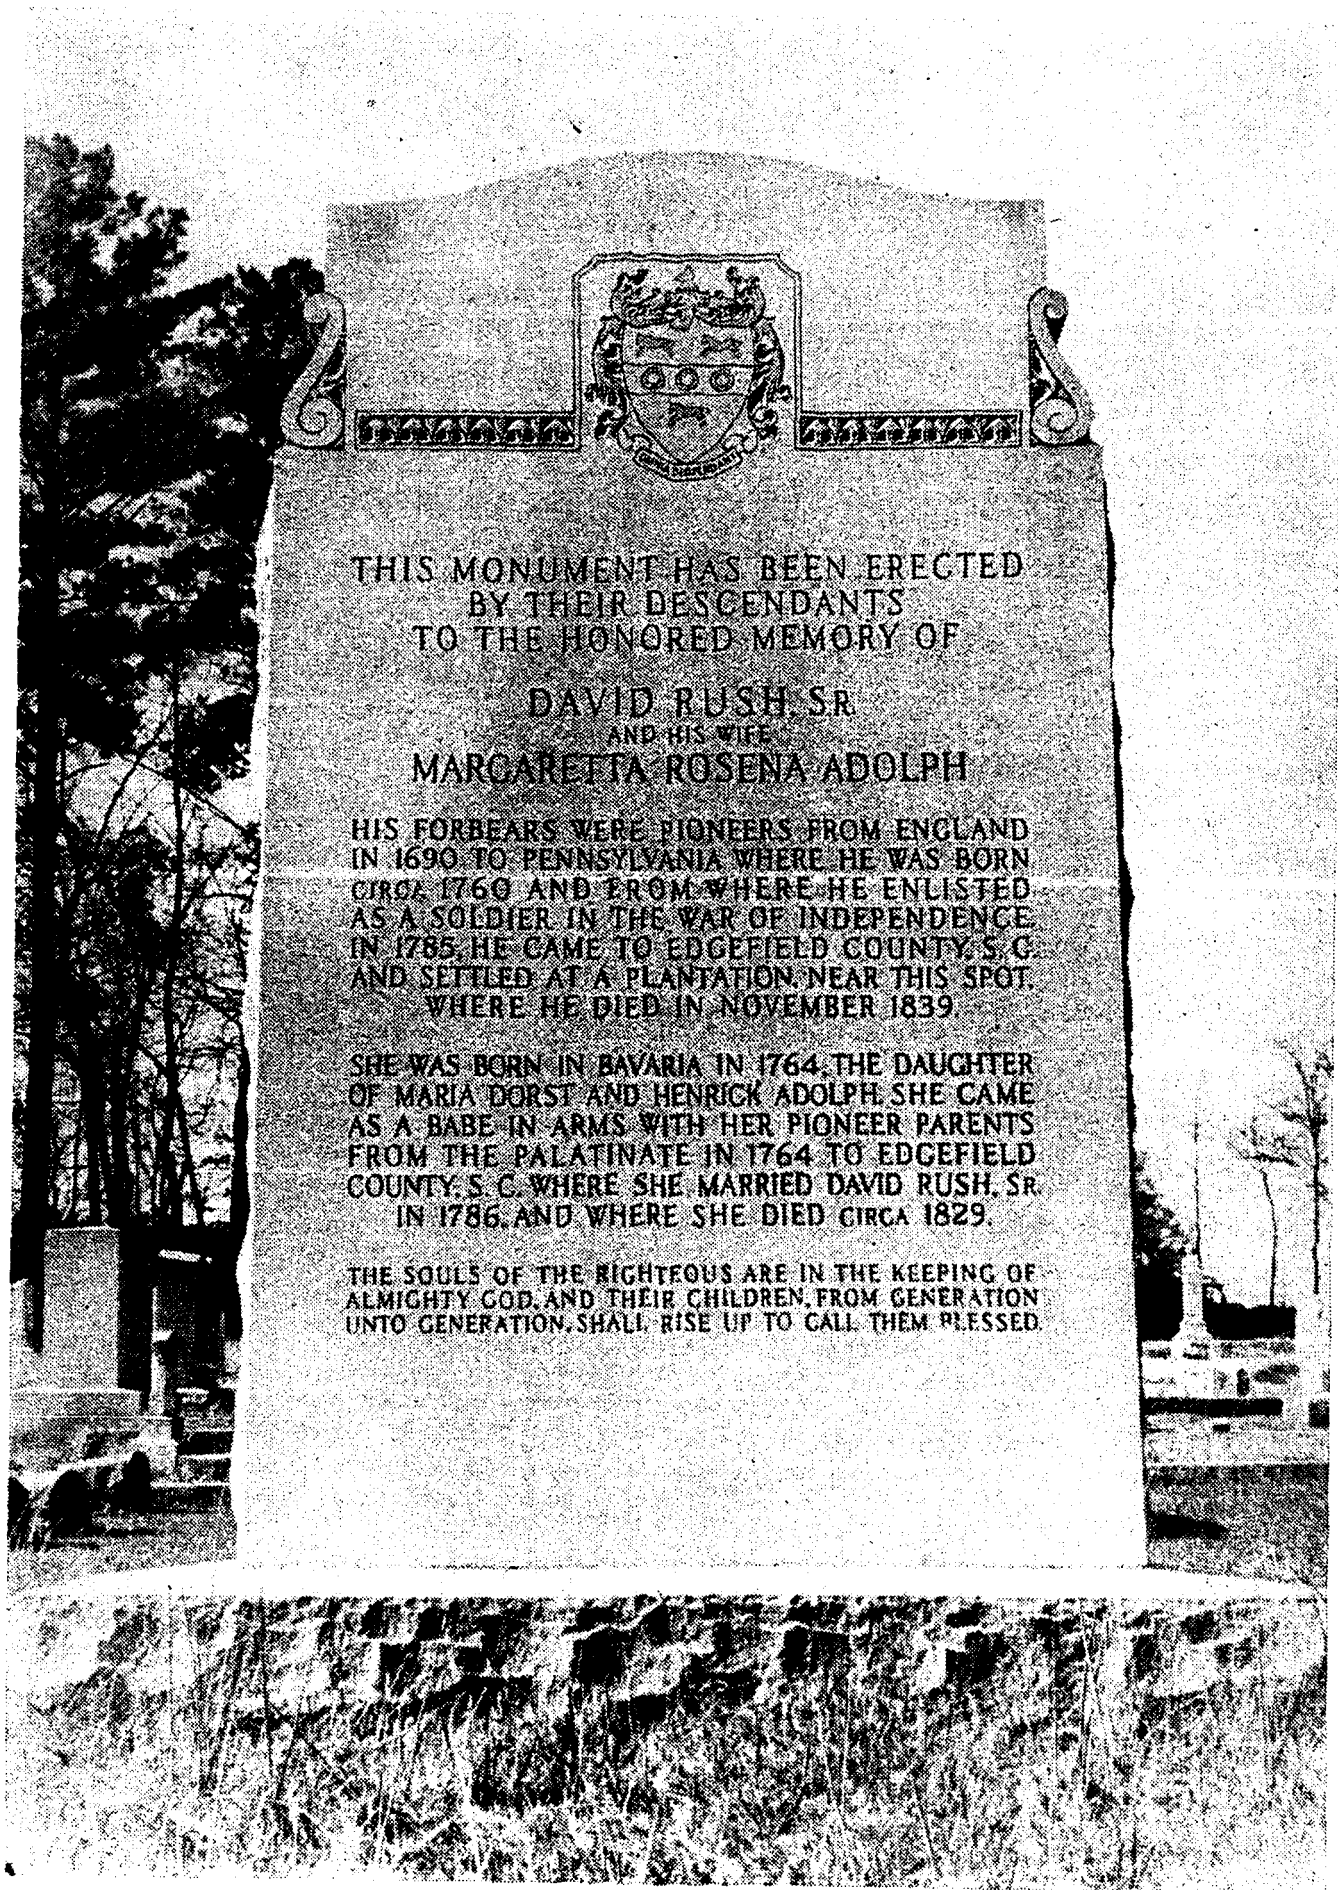 THIS MONUMENT HAS BEEN ERECTED
BY THEIR DESCENDANTS
TO THE HONORED MEMORY OF
DAVID RUSH, SR.
AND HIS WIFE
MARGARETTA ROSENA ADOLPH
HIS FORBEARS WERE PIONEERS FROM ENGLAND
IN 1690 TO PENNSYLVANIA WHERE HE WAS BORN
CIRCA 1760 AND FROM WHERE HE ENLISTED
AS A SOLDIER IN THE WAR OF INDEPENDENCE.
IN 1785, HE CAME TO EDGEFIELD COUNTY, S. C.
AND SETTLED AT A PLANTATION, NEAR THIS SPOT,
WHERE HE DIED IN NOVEMBER 1839.
SHE WAS BORN IN BAVARIA IN 1764, THE DAUGHTER
OF MARIA DORST AND HENRICK ADOLPH. SHE CAME
AS A BABE IN ARMS WITH HER PIONEER PARENTS
FROM THE PALATINATE IN 1764 TO EDGEFIELD
COUNTY, S. C. WHERE SHE MARRIED DAVID RUSH, SR.
IN 1786, AND WHERE SHE DIED CIRCA 1829.
THE SOULS OF THE RIGHTEOUS ARE IN THE KEEPING OF
ALMIGHTY GOD, AND THEIR CHILDREN, FROM GENERATION
UNTO GENERATION, SHALL RISE UP TO CALL THEM BLESSED.